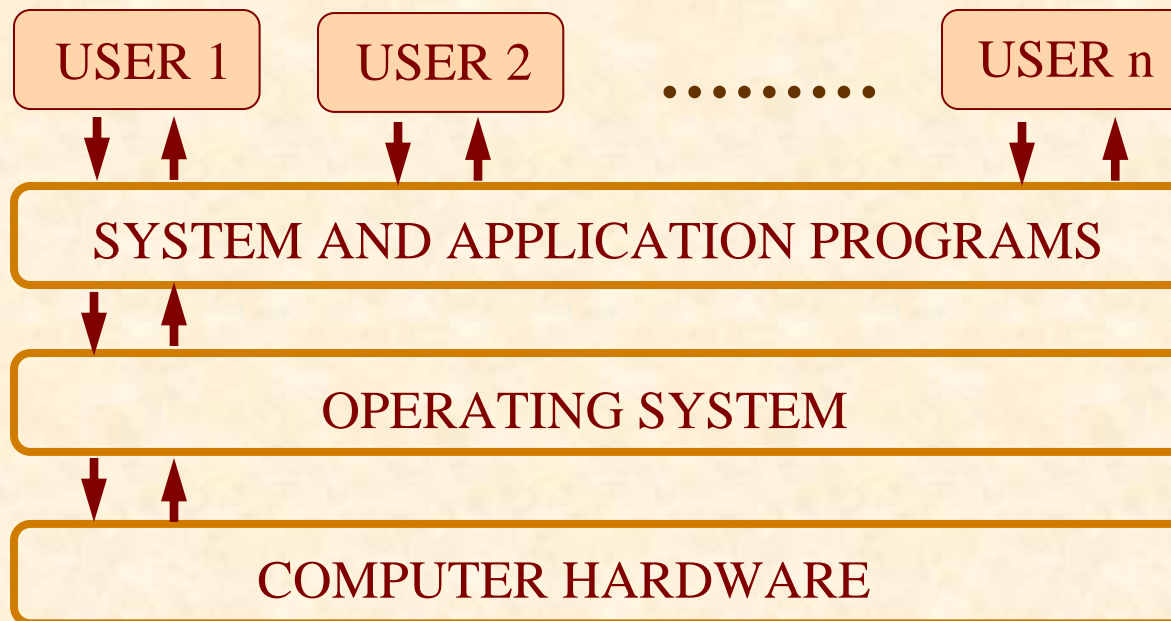 USER 1 USER 2 .......... USER n
SYSTEM AND APPLICATION PROGRAMS
OPERATING SYSTEM
COMPUTER HARDWARE